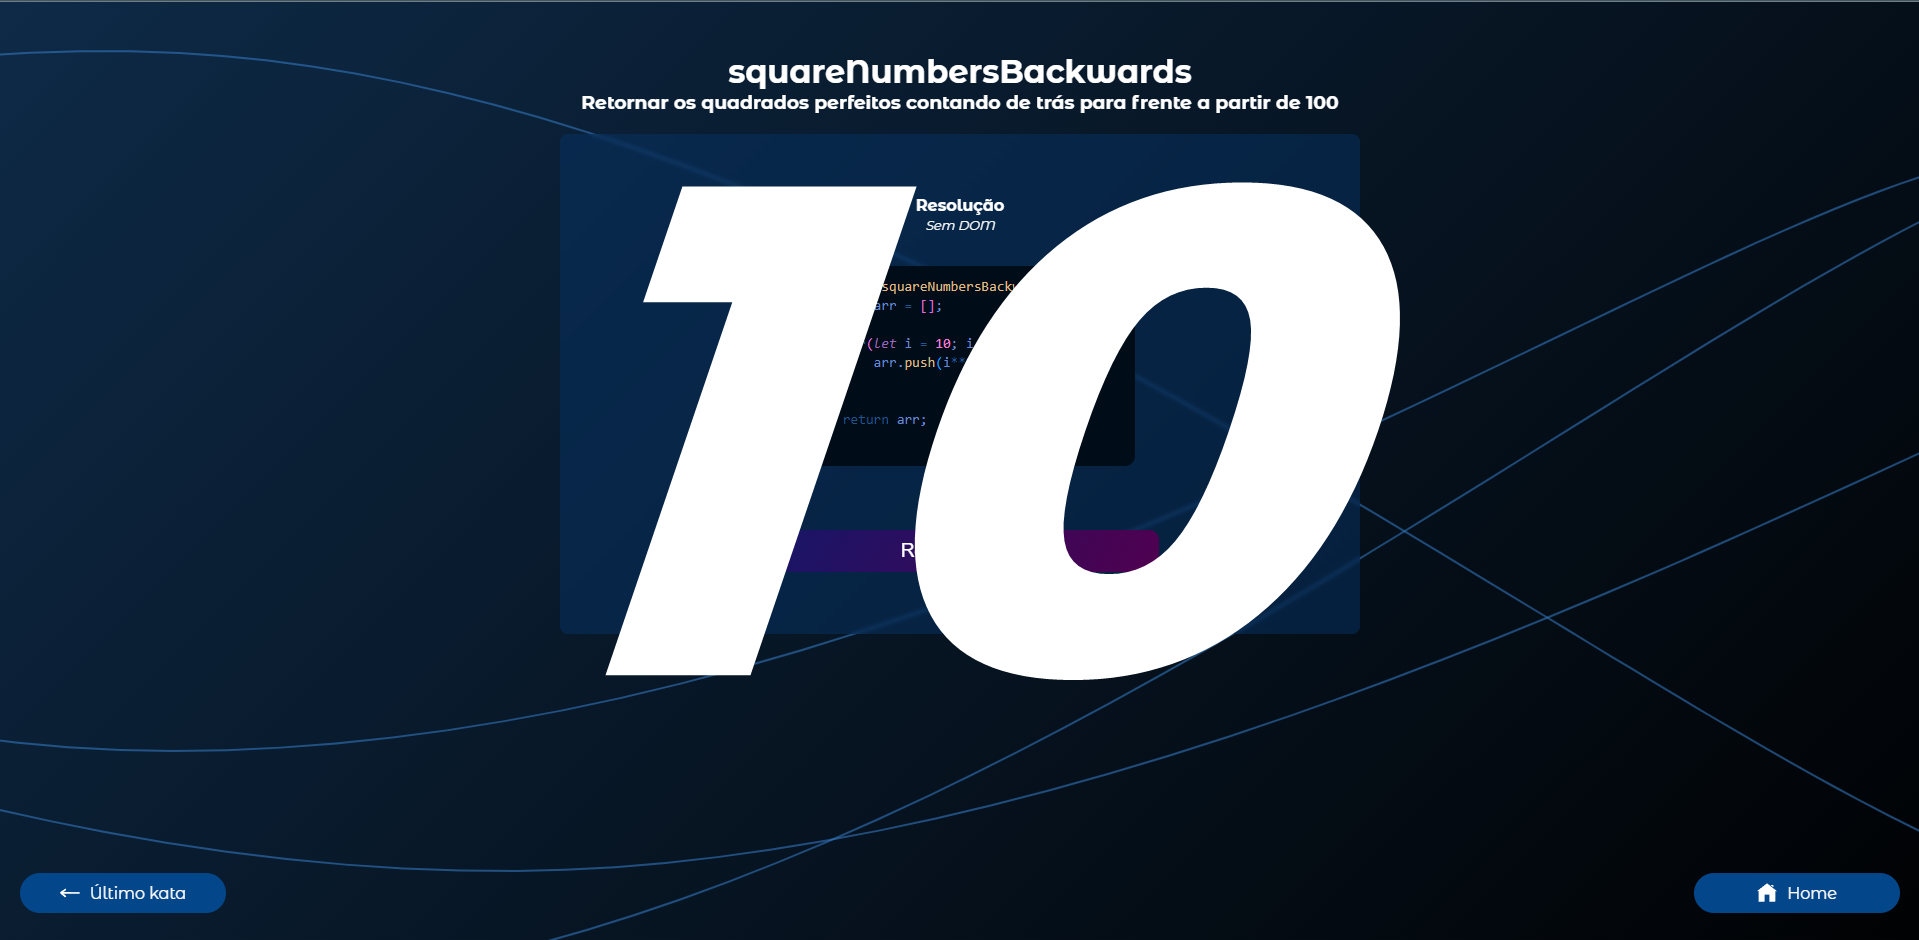 squareNumbersBackwards
Retornar os quadrados perfeitos contando de trás para frente a partir de 100
10
Resolução
Sem DOM
arr = [];
(let i = 10; i
arr.push(i**
return arr;
← Último kata
Home